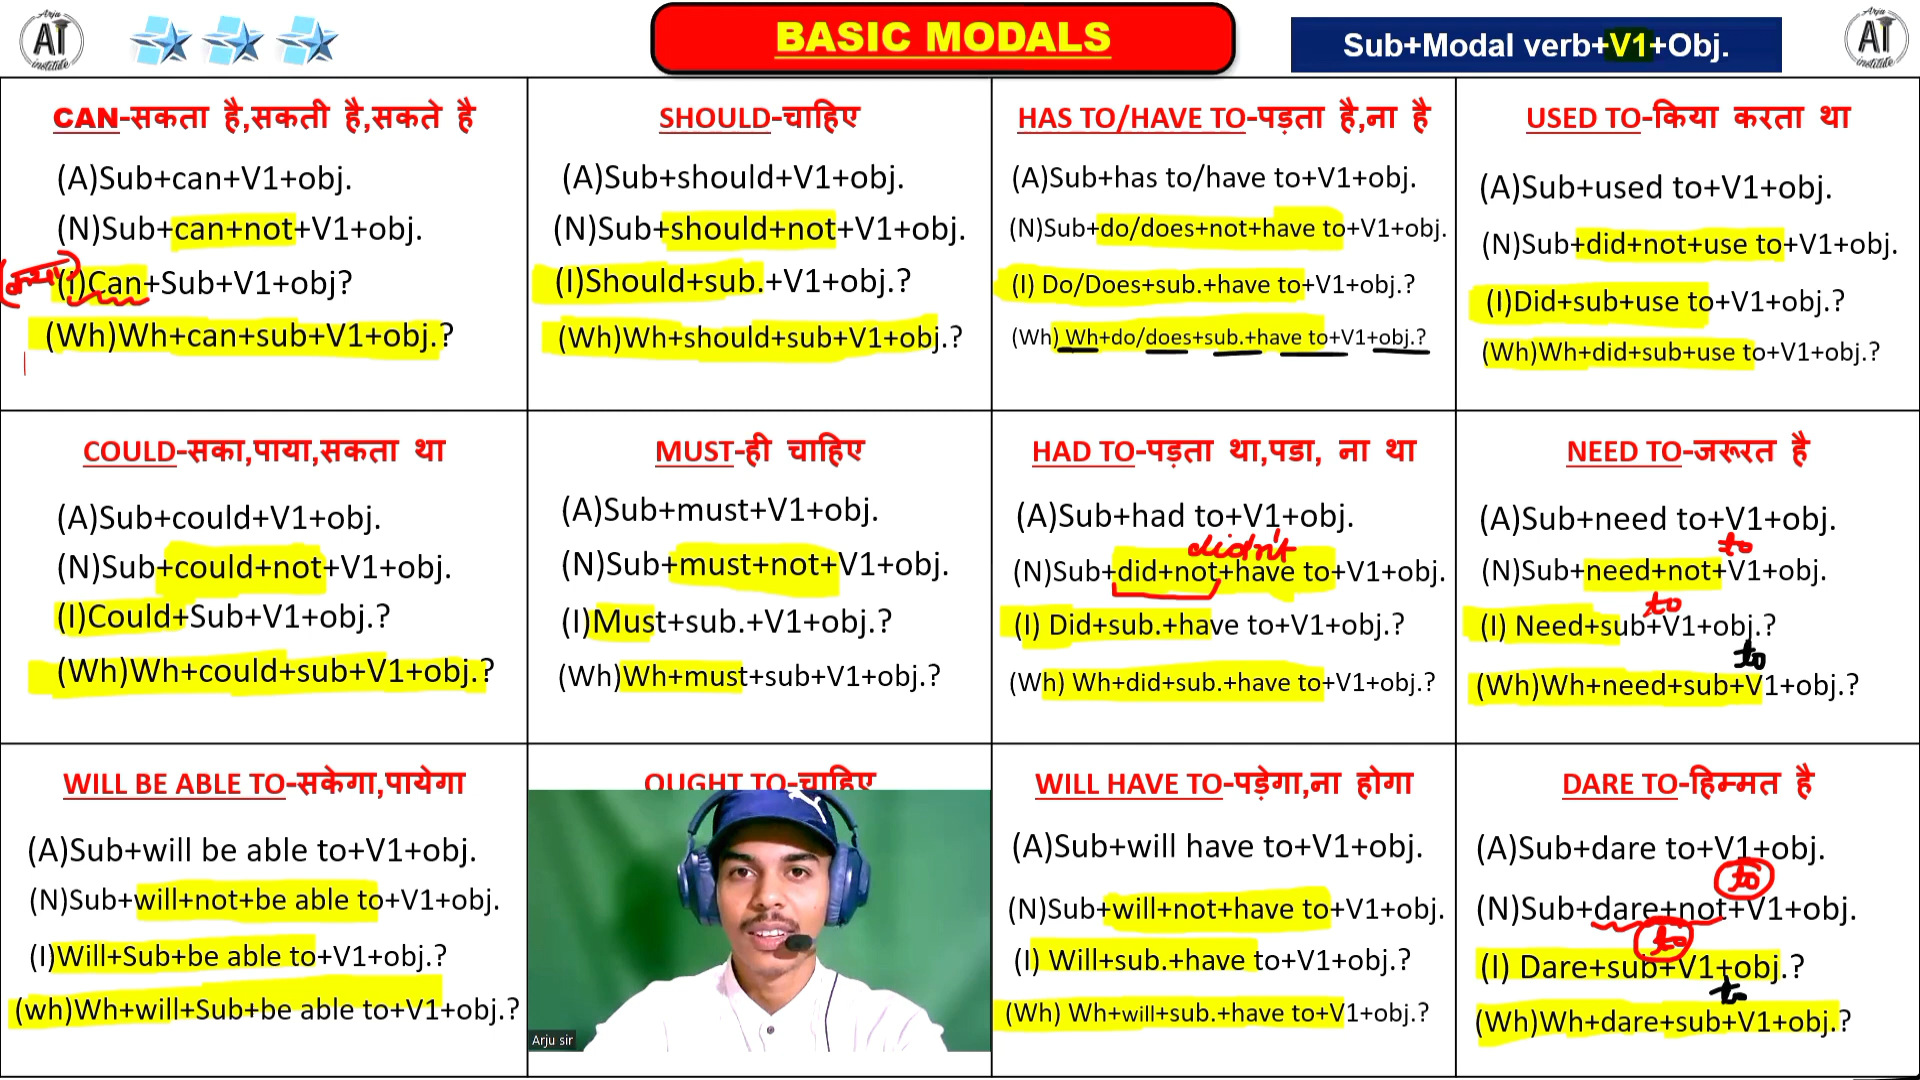 Arju
AT
institute
BASIC MODALS
Sub+Modal verb+V1+Obj.
Arju
AT
institute
CAN-सकता है,सकती है,सकते है
(A)Sub+can+V1+obj.
(N)Sub+can+not+V1+obj.
(I)Can+Sub+V1+obj?
(Wh)Wh+can+sub+V1+obj.?
SHOULD-चाहिए
(A)Sub+should+V1+obj.
(N)Sub+should+not+V1+obj.
(I)Should+sub.+V1+obj.?
(Wh)Wh+should+sub+V1+obj.?
HAS TO/HAVE TO-पड़ता है,ना है
(A)Sub+has to/have to+V1+obj.
(N)Sub+do/does+not+have to+V1+obj.
(I) Do/Does+sub.+have to+V1+obj.?
(Wh) Wh+do/does+sub.+have to+V1+obj.?
USED TO-किया करता था
(A)Sub+used to+V1+obj.
(N)Sub+did+not+use to+V1+obj.
(I)Did+sub+use to+V1+obj.?
(Wh)Wh+did+sub+use to+V1+obj.?
COULD-सका,पाया,सकता था
(A)Sub+could+V1+obj.
(N)Sub+could+not+V1+obj.
(I)Could+Sub+V1+obj.?
(Wh)Wh+could+sub+V1+obj.?
MUST-ही चाहिए
(A)Sub+must+V1+obj.
(N)Sub+must+not+V1+obj.
(I)Must+sub.+V1+obj.?
(Wh)Wh+must+sub+V1+obj.?
HAD TO-पड़ता था,पडा, ना था
(A)Sub+had to+V1+obj.
didn't
(N)Sub+did+not+have to+V1+obj.
(I) Did+sub.+have to+V1+obj.?
(Wh) Wh+did+sub.+have to+V1+obj.?
NEED TO-जरूरत है
(A)Sub+need to+V1+obj.
to
(N)Sub+need+not+V1+obj.
to
(I) Need+sub+V1+obj.?
to
(Wh)Wh+need+sub+V1+obj.?
WILL BE ABLE TO-सकेगा,पायेगा
(A)Sub+will be able to+V1+obj.
(N)Sub+will+not+be able to+V1+obj.
(I)Will+Sub+be able to+V1+obj.?
(wh)Wh+will+Sub+be able to+V1+obj.?
OUGHT TO-चाहिए
Arju sir
WILL HAVE TO-पड़ेगा,ना होगा
(A)Sub+will have to+V1+obj.
(N)Sub+will+not+have to+V1+obj.
(I) Will+sub.+have to+V1+obj.?
(Wh) Wh+will+sub.+have to+V1+obj.?
DARE TO-हिम्मत है
(A)Sub+dare to+V1+obj.
to
(N)Sub+dare+not+V1+obj.
to
(I) Dare+sub+V1+obj.?
to
(Wh)Wh+dare+sub+V1+obj.?